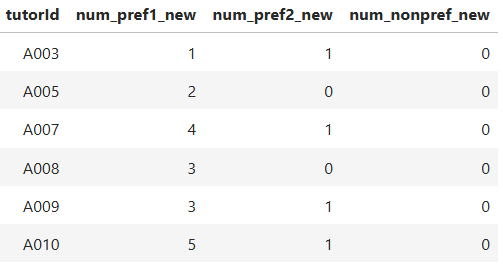 tutorId num_pref1_new num_pref2_new num_nonpref_new
A003 1 1 0
A005 2 0 0
A007 4 1 0
A008 3 0 0
A009 3 1 0
A010 5 1 0